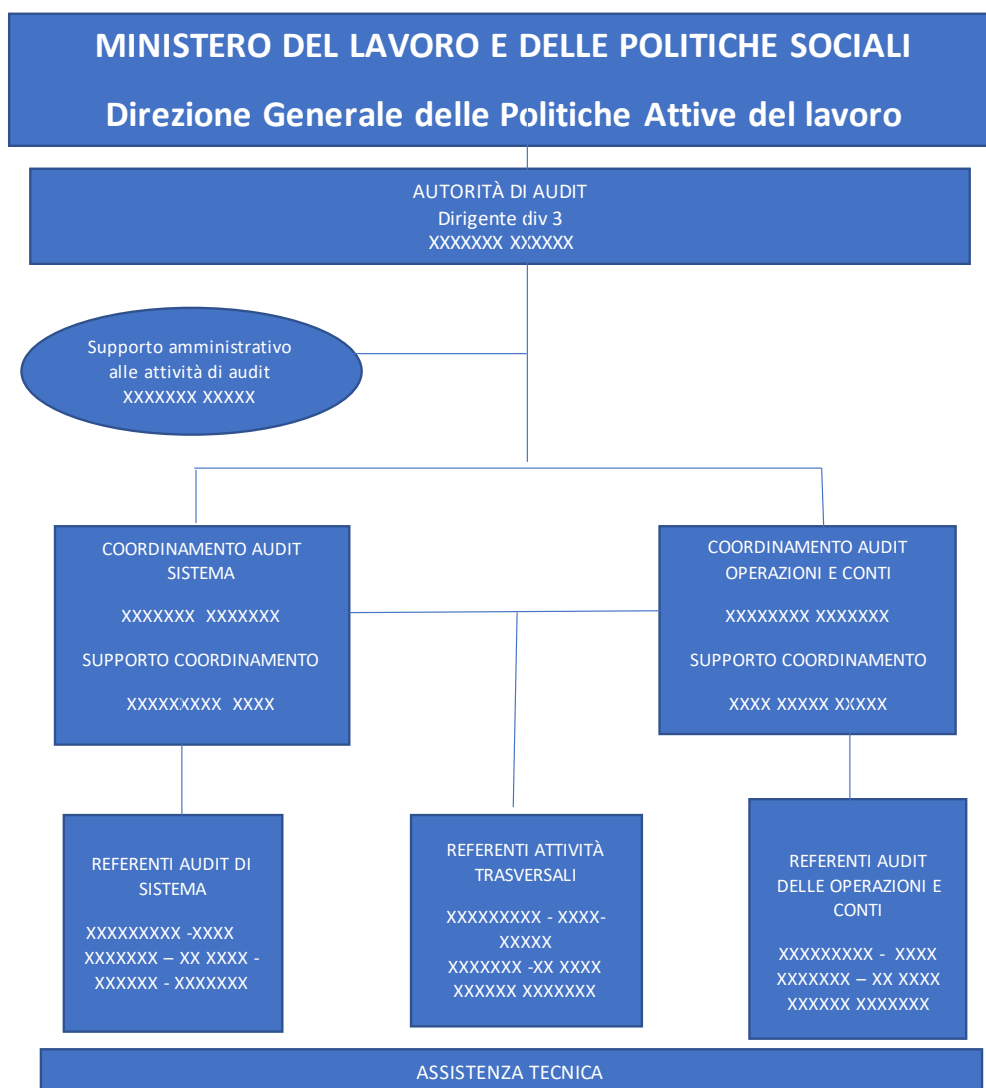 MINISTERO DEL LAVORO E DELLE POLITICHE SOCIALI
Direzione Generale delle Politiche Attive del lavoro
AUTORITÀ DI AUDIT
Dirigente div 3
XXXXXXX XXXXXX
Supporto amministrativo
alle attività di audit
XXXXXXX XXXXX
COORDINAMENTO AUDIT
SISTEMA
XXXXXXX XXXXXXX
SUPPORTO COORDINAMENTO
XXXXXXXXX XXXX
COORDINAMENTO AUDIT
OPERAZIONI E CONTI
XXXXXXXX XXXXXXX
SUPPORTO COORDINAMENTO
XXXX XXXXX XXXXX
REFERENTI AUDIT DI
SISTEMA
XXXXXXXXX -XXXX
XXXXXXX – XX XXXX -
XXXXXX - XXXXXXX
REFERENTI ATTIVITÀ
TRASVERSALI
XXXXXXXXX - XXXX-
XXXXX
XXXXXXX -XX XXXX
XXXXXX XXXXXXX
REFERENTI AUDIT
DELLE OPERAZIONI E
CONTI
XXXXXXXXX - XXXX
XXXXXXX – XX XXXX
XXXXXX XXXXXXX
ASSISTENZA TECNICA